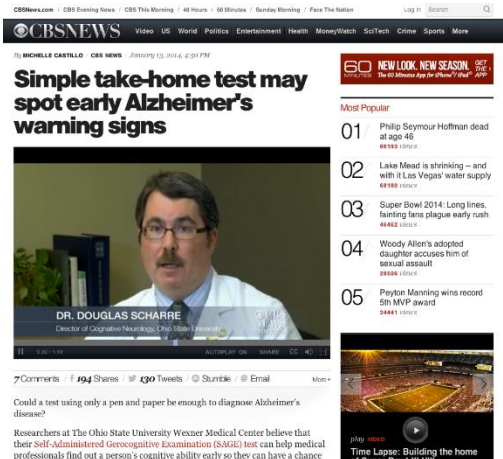 CBSNews.com / CBS Evening News / CBS This Morning / 48 Hours / 60 Minutes / Sunday Morning / Face The Nation Log In Search
CBSNEWS Video US World Politics Entertainment Health MoneyWatch SciTech Crime Sports More
By MICHELLE CASTILLO / CBS NEWS / January 13, 2014, 4:30 PM
Simple take-home test may
spot early Alzheimer's
warning signs
DR. DOUGLAS SCHARRE
Director of Cognative Neurology, Ohio State University
CBS
NEWS
AUTOPLAY ON SHARE CC
7 Comments / f 194 Shares / 130 Tweets / Stumble / @ Email More +
Could a test using only a pen and paper be enough to diagnose Alzheimer's
disease?
Researchers at The Ohio State University Wexner Medical Center believe that
their Self-Administered Gerocognitive Examination (SAGE) test can help medical
professionals find out a person's cognitive ability early so they can have a chance
60 MINUTES NEW LOOK. NEW SEASON. GET THE APP
The 60 Minutes App for iPhone/ iPad
Most Popular
01 Philip Seymour Hoffman dead
at age 46
views
02 Lake Mead is shrinking -- and
with it Las Vegas' water supply
views
03 Super Bowl 2014: Long lines,
fainting fans plague early rush
46462 views
04 Woody Allen's adopted
daughter accuses him of
sexual assault
views
05 Peyton Manning wins record
5th MVP award
views
play VIDEO
Time Lapse: Building the home